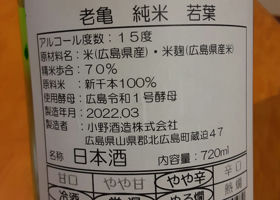 老亀 純米 若葉
アルコール度数：15度
原材料名：米(広島県産)・米麹(広島県産米)
精米歩合：70%
原料米：新千本100%
使用酵母：広島令和1号酵母
製造年月：2022.03
製造者：小野酒造株式会社
広島県山県郡北広島町蔵迫47
名称 日本酒 内容量：720ml
甘口 やや甘 やや辛 辛口
冷酒